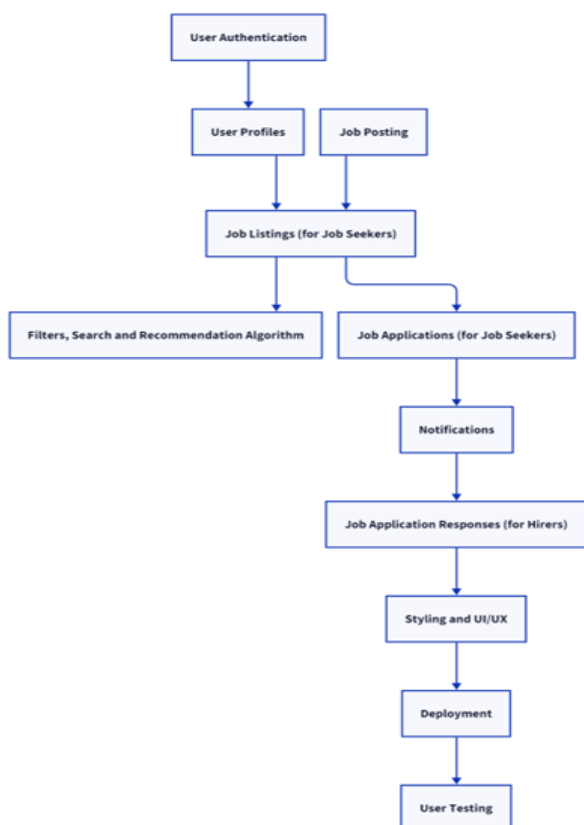 User Authentication
User Profiles
Job Posting
Job Listings (for Job Seekers)
Filters, Search and Recommendation Algorithm
Job Applications (for Job Seekers)
Notifications
Job Application Responses (for Hirers)
Styling and UI/UX
Deployment
User Testing